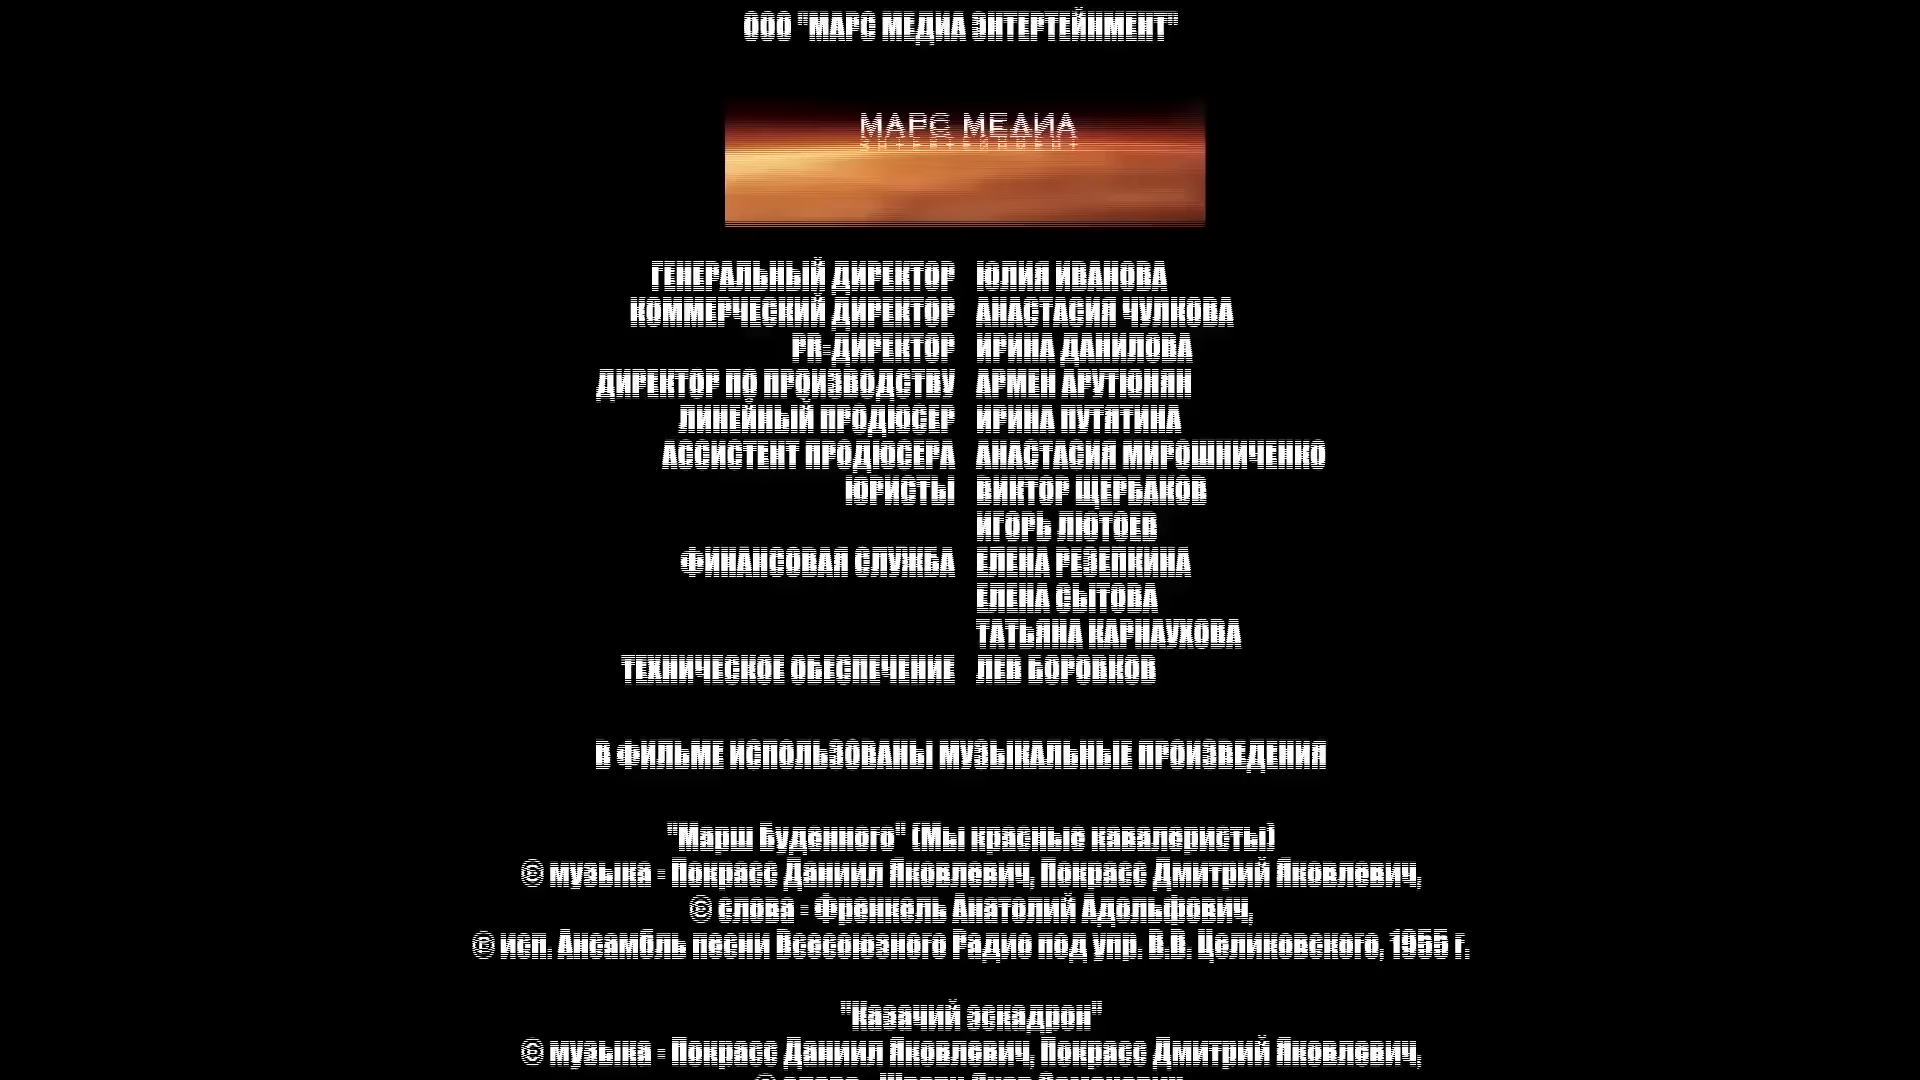 ООО "МАРС МЕДИА ЭНТЕРТЕЙНМЕНТ"
МАРС МЕДИА
ГЕНЕРАЛЬНЫЙ ДИРЕКТОР ЮЛИЯ ИВАНОВА
КОММЕРЧЕСКИЙ ДИРЕКТОР АНАСТАСИЯ ЧУЛКОВА
PR-ДИРЕКТОР ИРИНА ДАНИЛОВА
ДИРЕКТОР ПО ПРОИЗВОДСТВУ АРМЕН АРУТЮНЯН
ЛИНЕЙНЫЙ ПРОДЮСЕР ИРИНА ПУТЯТИНА
АССИСТЕНТ ПРОДЮСЕРА АНАСТАСИЯ МИРОШНИЧЕНКО
ЮРИСТЫ ВИКТОР ЩЕРБАКОВ
ИГОРЬ ЛЮТОЕВ
ФИНАНСОВАЯ СЛУЖБА ЕЛЕНА РЕЗЕПКИНА
ЕЛЕНА СЫТОВА
ТАТЬЯНА КАРНАУХОВА
ТЕХНИЧЕСКОЕ ОБЕСПЕЧЕНИЕ ЛЕВ БОРОВКОВ
В ФИЛЬМЕ ИСПОЛЬЗОВАНЫ МУЗЫКАЛЬНЫЕ ПРОИЗВЕДЕНИЯ
"Марш Буденного" (Мы красные кавалеристы)
© музыка - Покрасс Даниил Яковлевич, Покрасс Дмитрий Яковлевич,
© слова - Френкель Анатолий Адольфович,
© исп. Ансамбль песни Всесоюзного Радио под упр. В.В. Целиковского, 1955 г.
"Казачий эскадрон"
© музыка - Покрасс Даниил Яковлевич, Покрасс Дмитрий Яковлевич,